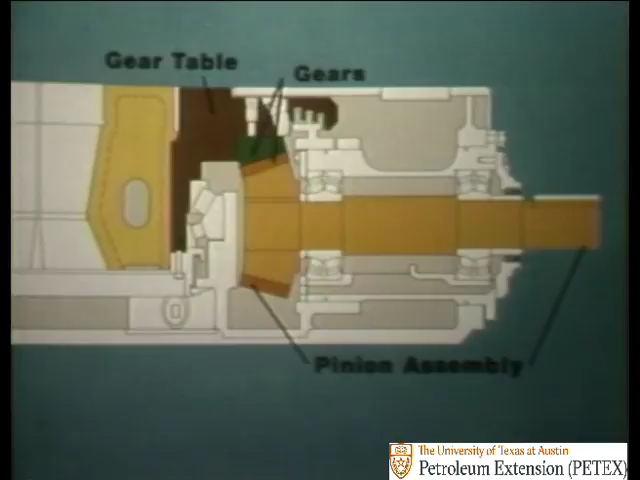 Gear Table
Gears
Pinion Assembly
The University of Texas at Austin
Petroleum Extension (PETEX)